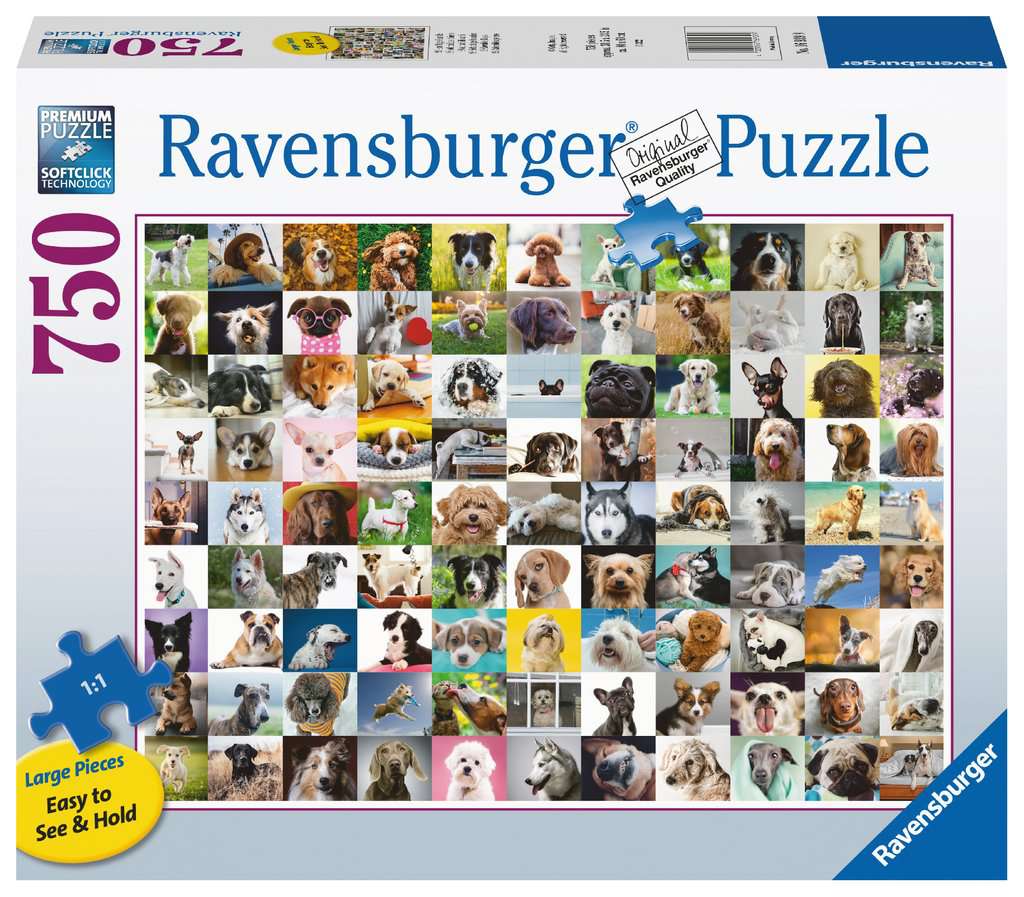 750
Ravensburger Puzzle
Ravensburger
PREMIUM
PUZZLE
SOFTCLICK
TECHNOLOGY
Ravensburger® Puzzle
Original
Ravensburger®
Quality
750
1:1
Large Pieces
Easy to
See & Hold
Ravensburger